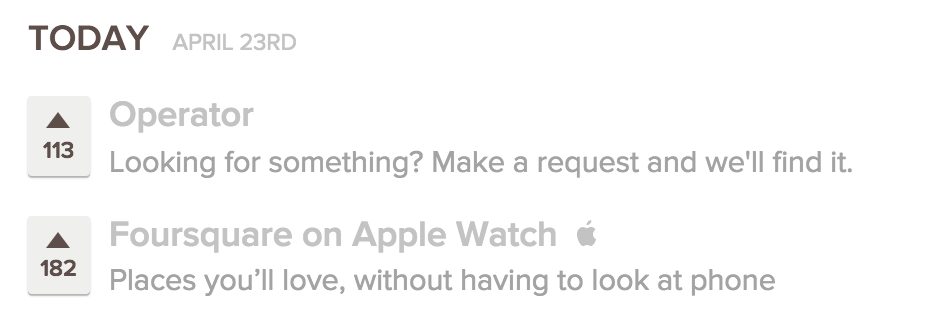 TODAY APRIL 23RD
Operator
113
Looking for something? Make a request and we'll find it.
Foursquare on Apple Watch
182
Places you’ll love, without having to look at phone